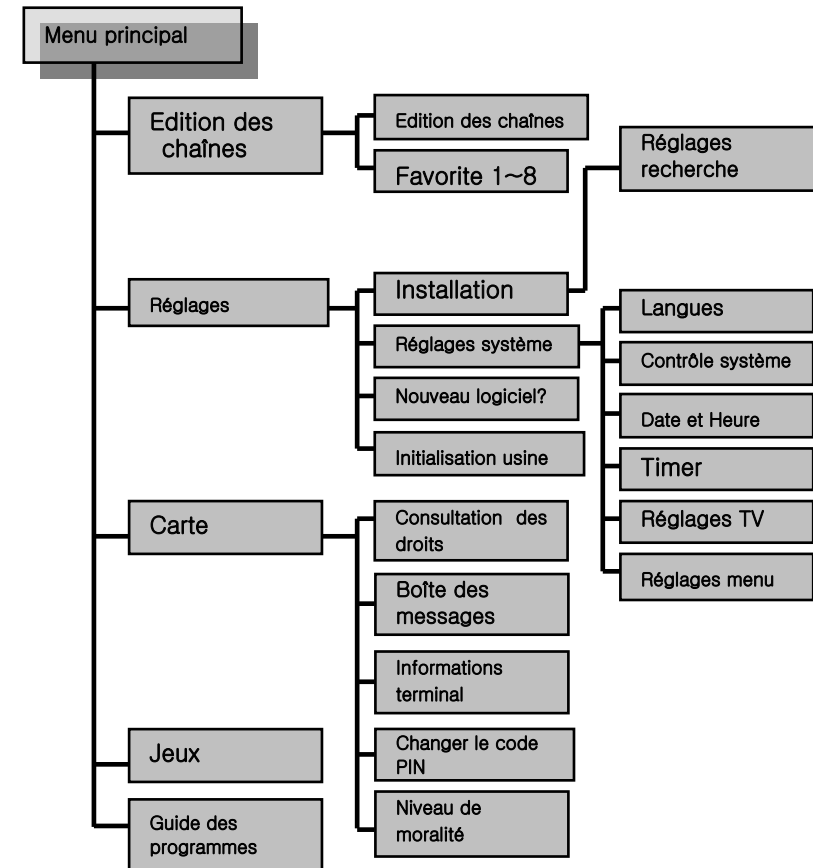 Menu principal
Edition des
chaînes
Edition des chaînes
Favorite 1~8
Réglages
Installation
Réglages
recherche
Réglages système
Langues
Contrôle système
Date et Heure
Timer
Réglages TV
Réglages menu
Nouveau logiciel?
Initialisation usine
Carte
Consultation des
droits
Boîte des
messages
Informations
terminal
Changer le code
PIN
Niveau de
moralité
Jeux
Guide des
programmes